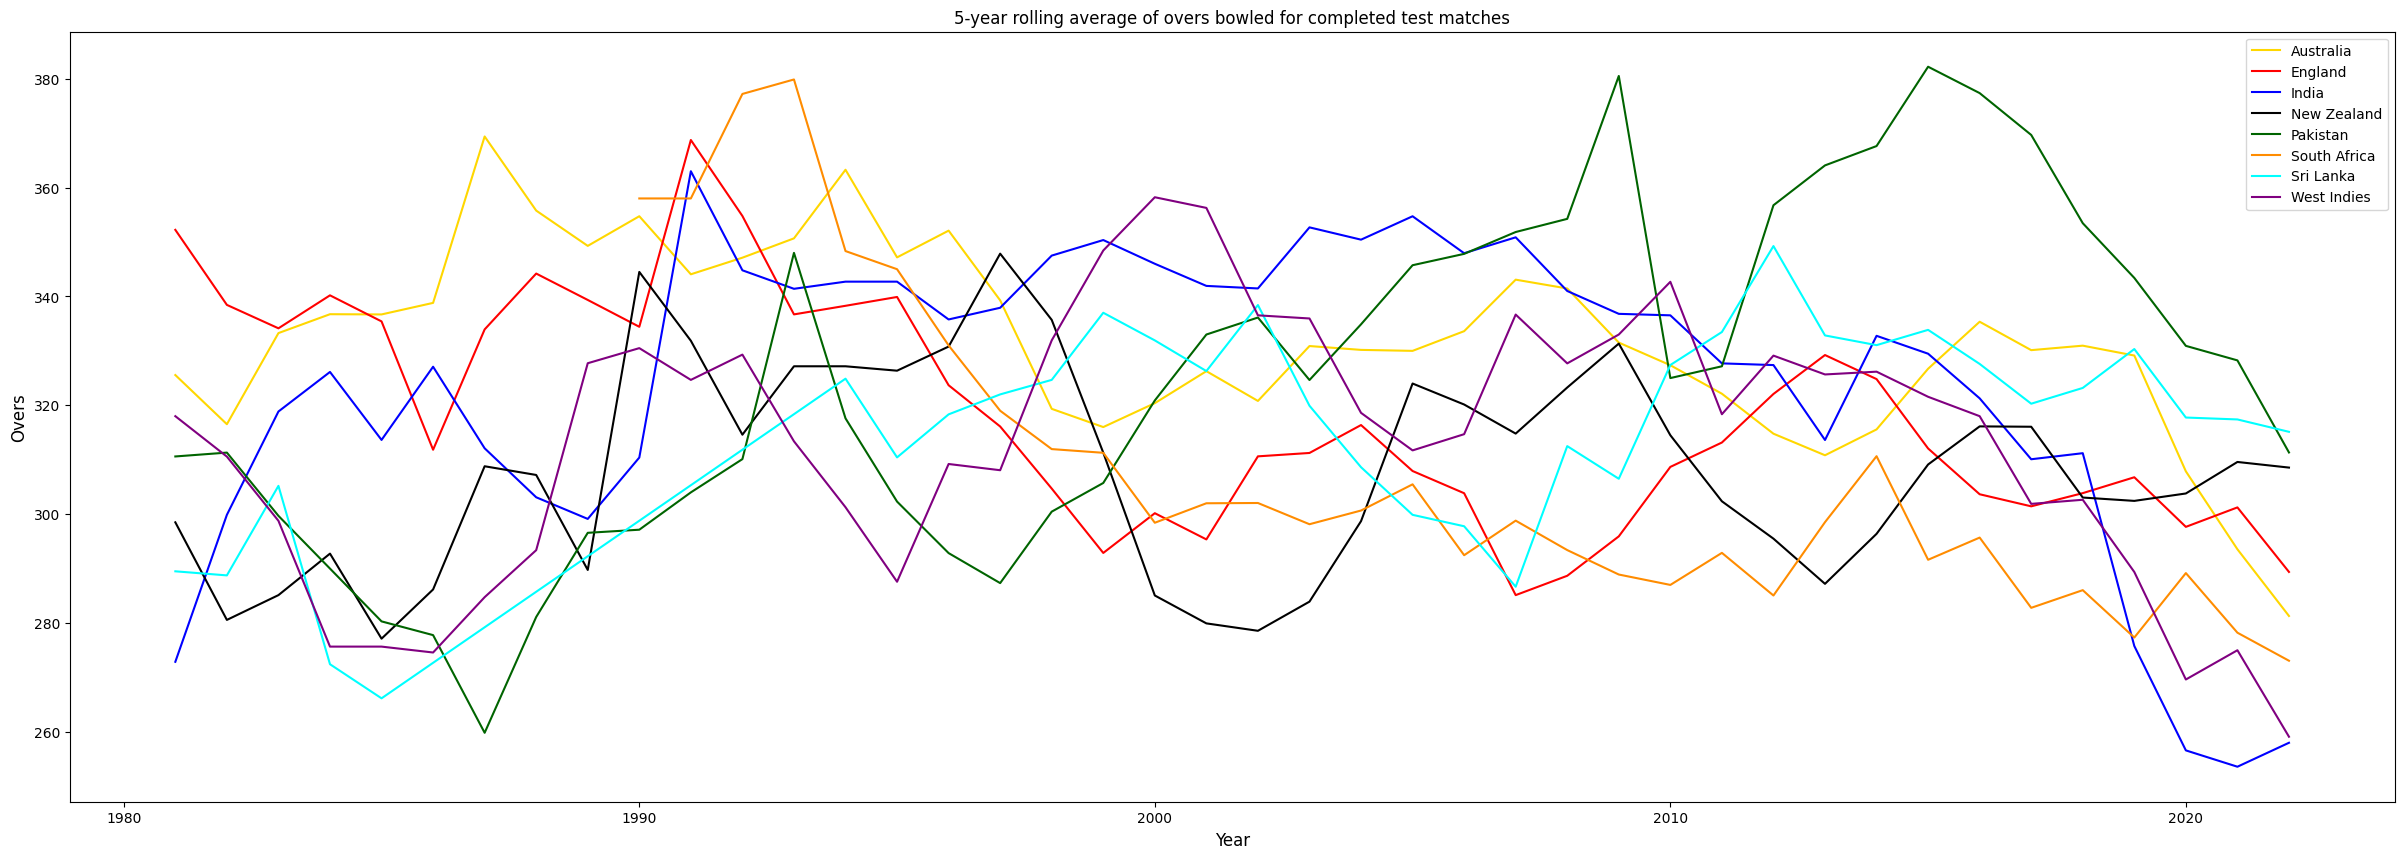 5-year rolling average of overs bowled for completed test matches
Overs
380
360
340
320
300
280
260
Australia
England
India
New Zealand
Pakistan
South Africa
Sri Lanka
West Indies
1980 1990 2000 2010 2020
Year